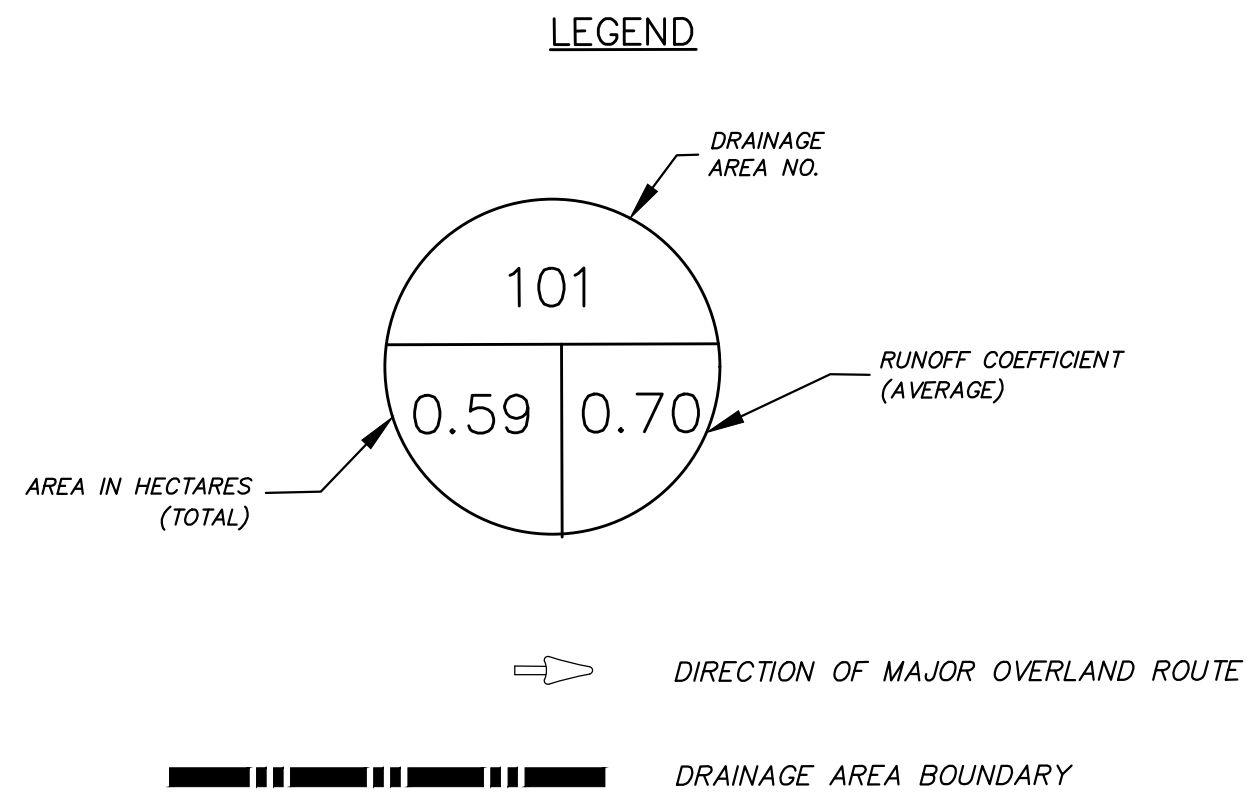 LEGEND
DRAINAGE
AREA NO.
101
RUNOFF COEFFICIENT
(AVERAGE)
0.59
0.70
AREA IN HECTARES
(TOTAL)
DIRECTION OF MAJOR OVERLAND ROUTE
DRAINAGE AREA BOUNDARY